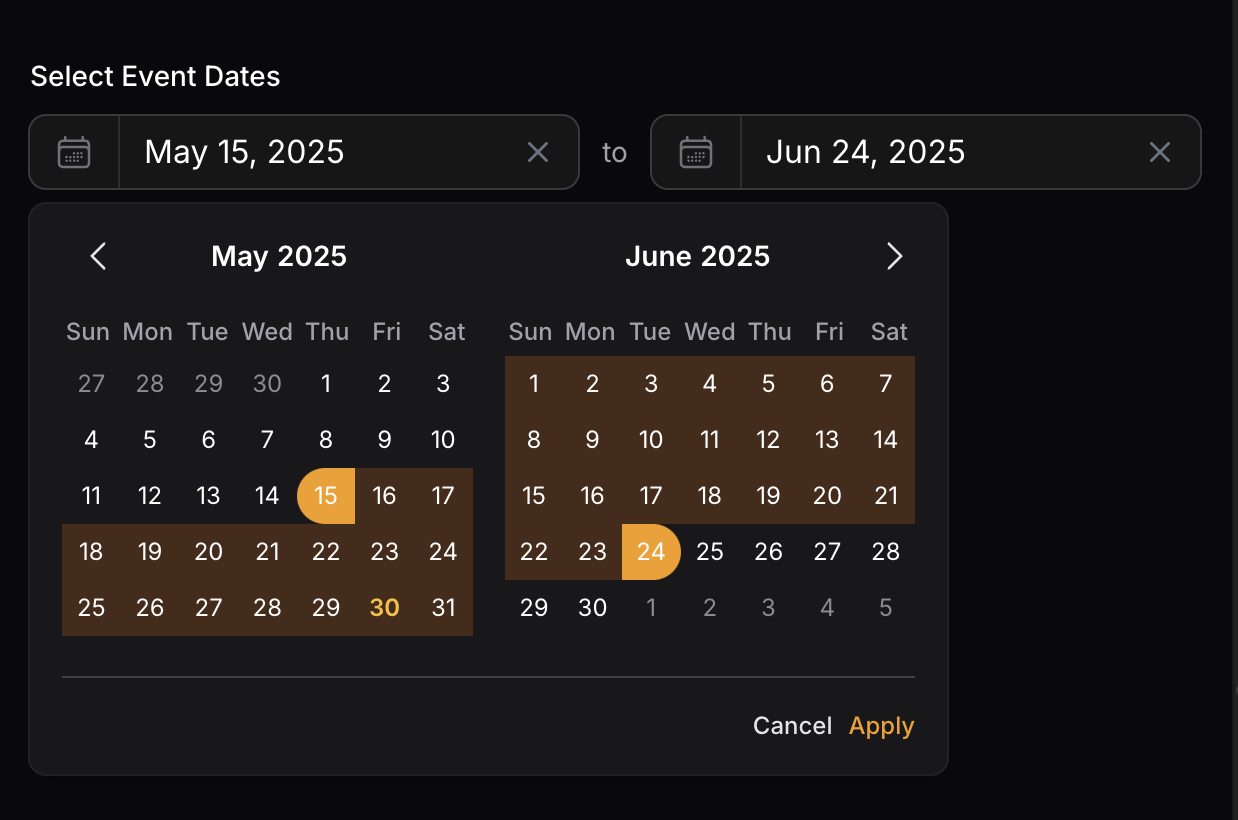 Select Event Dates
May 15, 2025 to Jun 24, 2025
May 2025
Sun Mon Tue Wed Thu Fri Sat
27 28 29 30 1 2 3
4 5 6 7 8 9 10
11 12 13 14 15 16 17
18 19 20 21 22 23 24
25 26 27 28 29 30 31
June 2025
Sun Mon Tue Wed Thu Fri Sat
1 2 3 4 5 6 7
8 9 10 11 12 13 14
15 16 17 18 19 20 21
22 23 24 25 26 27 28
29 30 1 2 3 4 5
Cancel Apply